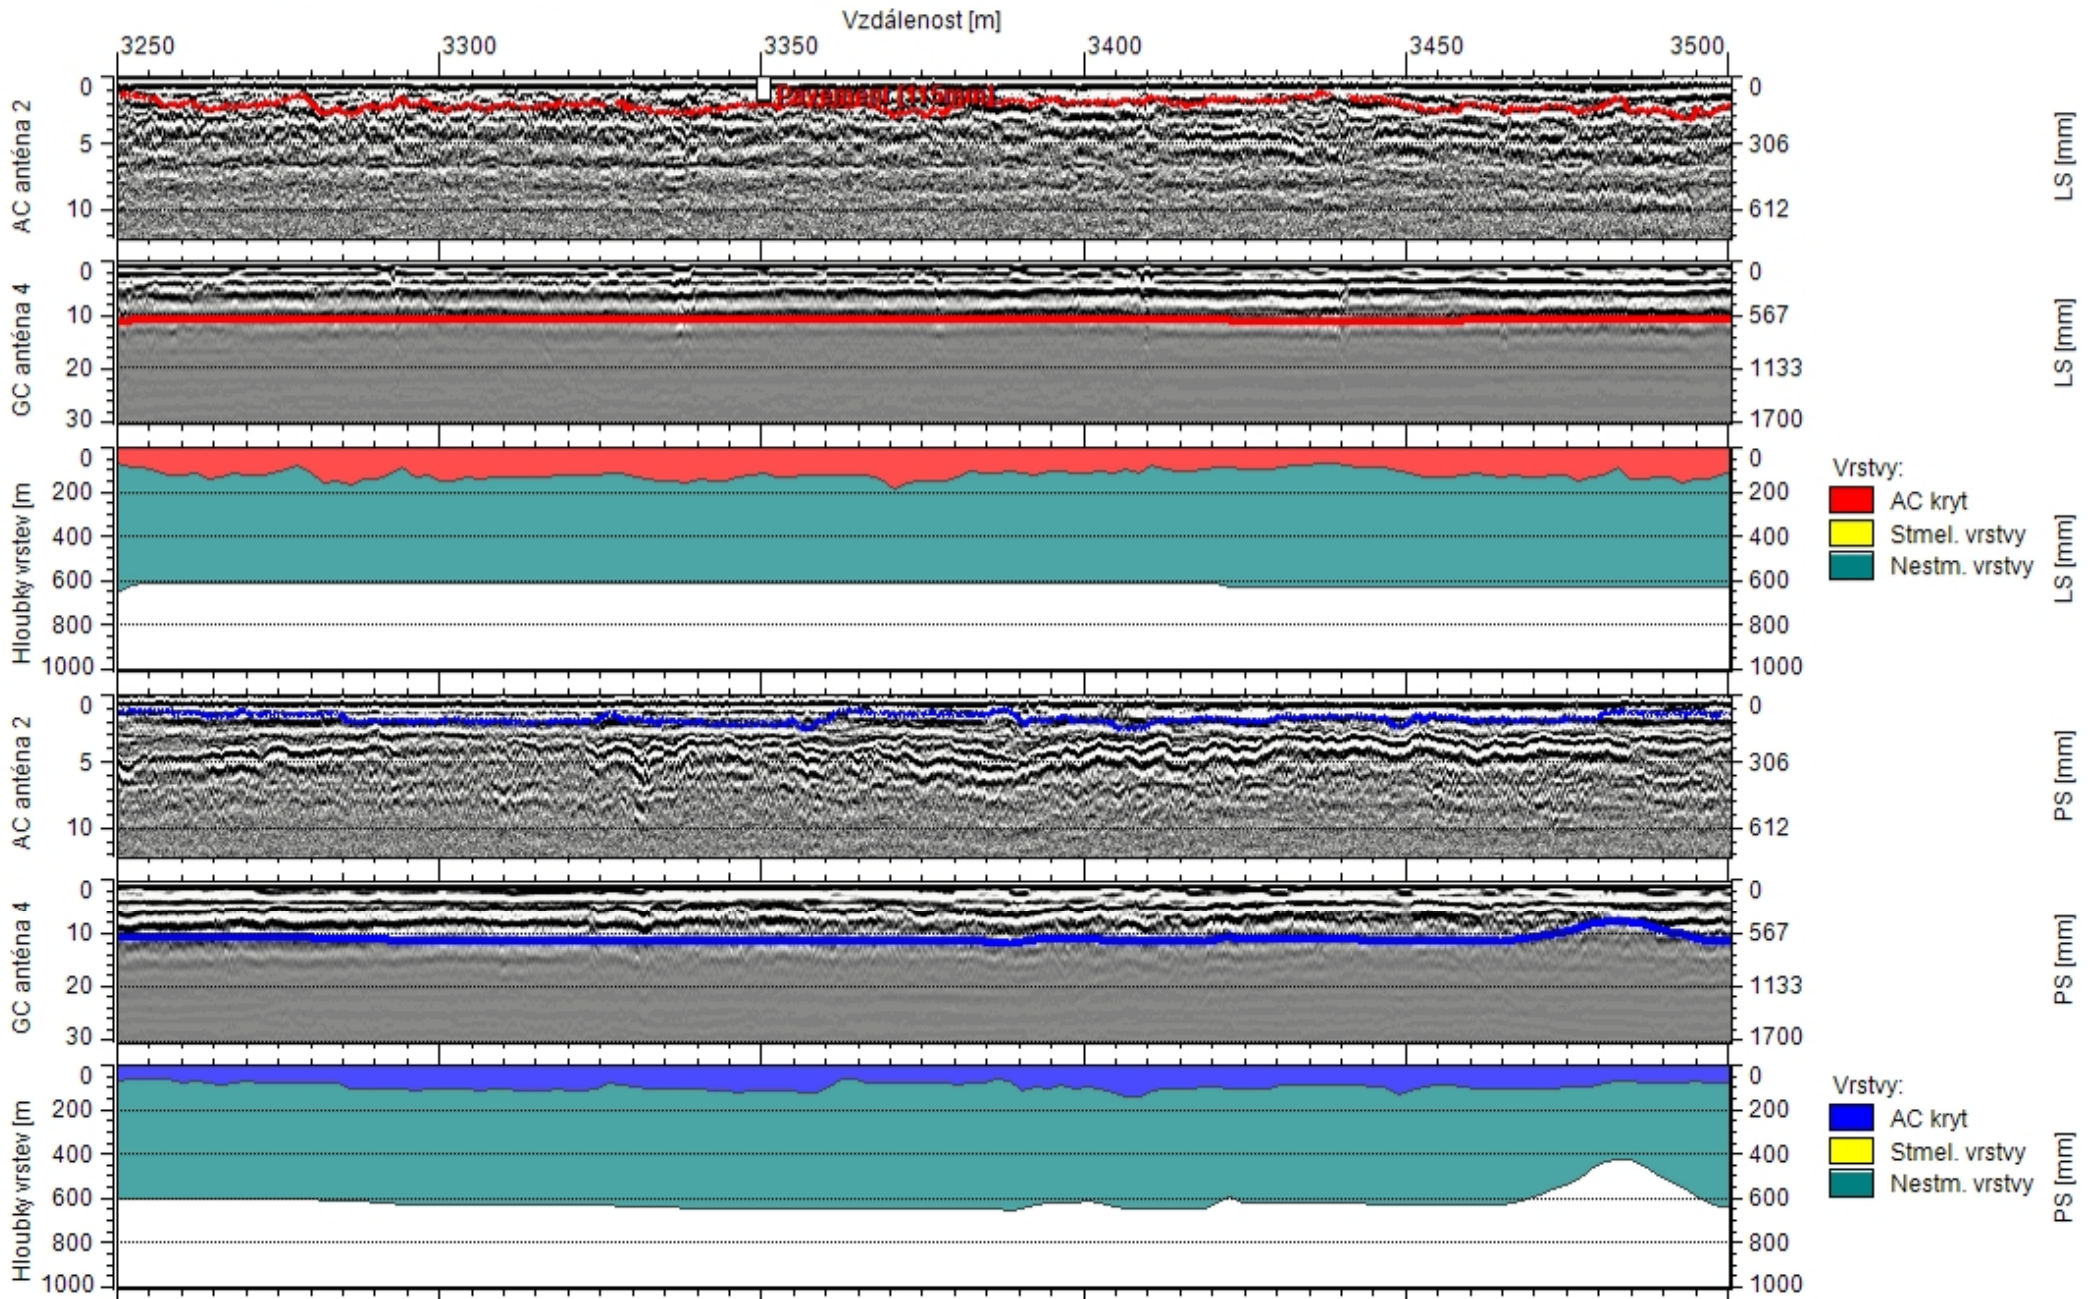 Vzdálenost [m]
3250 3300 3350 3400 3450 3500
AC anténa 2
0 5 10
Pavement [115mm]
0 306 612
LS [mm]
GC anténa 4
0 10 20 30
0 567 1133 1700
LS [mm]
Hloubky vrstev [m
0 200 400 600 800 1000
0 200 400 600 800 1000
LS [mm]
Vrstvy:
AC kryt
Stmel. vrstvy
Nestm. vrstvy
AC anténa 2
0 5 10
0 306 612
PS [mm]
GC anténa 4
0 10 20 30
0 567 1133 1700
PS [mm]
Hloubky vrstev [m
0 200 400 600 800 1000
0 200 400 600 800 1000
PS [mm]
Vrstvy:
AC kryt
Stmel. vrstvy
Nestm. vrstvy